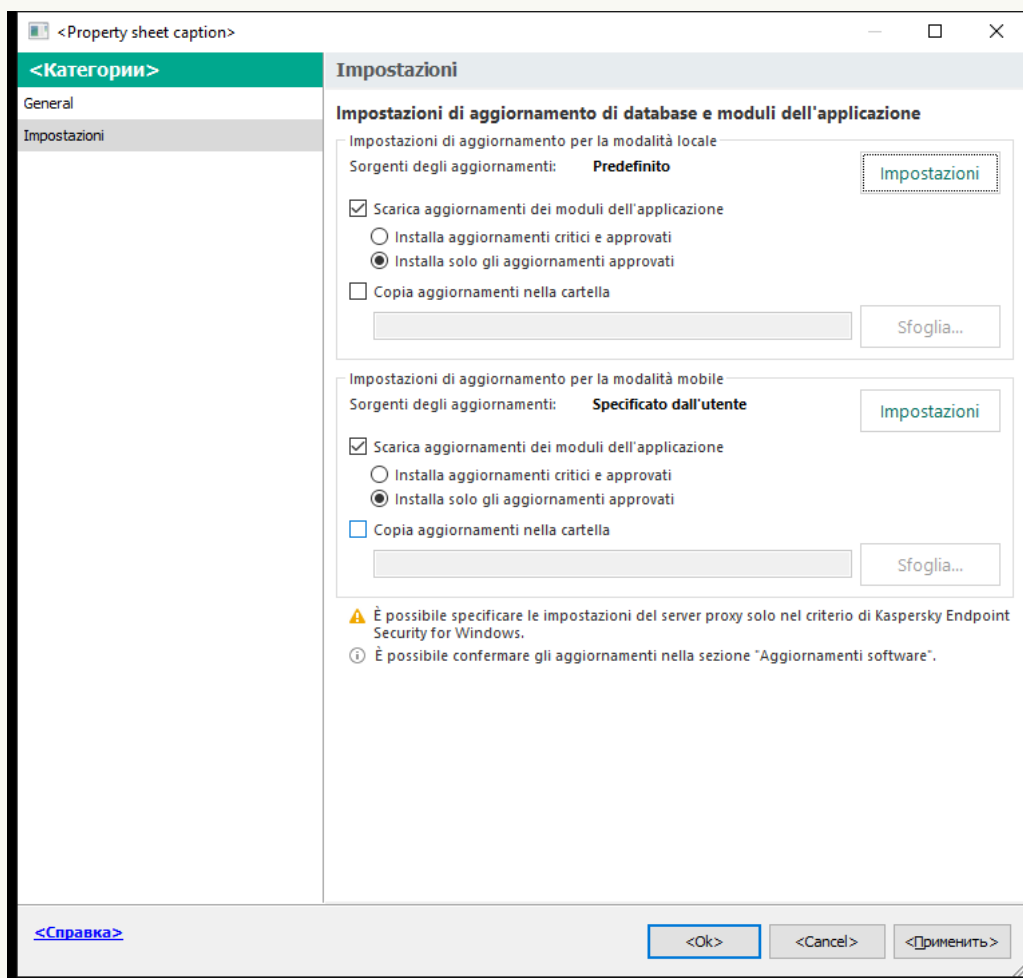 <Property sheet caption>
<Категории>
General
Impostazioni
Impostazioni
Impostazioni di aggiornamento di database e moduli dell'applicazione
Impostazioni di aggiornamento per la modalità locale
Sorgenti degli aggiornamenti: Predefinito
Impostazioni
Scarica aggiornamenti dei moduli dell'applicazione
Installa aggiornamenti critici e approvati
Installa solo gli aggiornamenti approvati
Copia aggiornamenti nella cartella
Sfoglia...
Impostazioni di aggiornamento per la modalità mobile
Sorgenti degli aggiornamenti: Specificato dall'utente
Impostazioni
Scarica aggiornamenti dei moduli dell'applicazione
Installa aggiornamenti critici e approvati
Installa solo gli aggiornamenti approvati
Copia aggiornamenti nella cartella
Sfoglia...
È possibile specificare le impostazioni del server proxy solo nel criterio di Kaspersky Endpoint
Security for Windows.
È possibile confermare gli aggiornamenti nella sezione "Aggiornamenti software".
<Справка>
<Ok>
<Cancel>
<Применить>